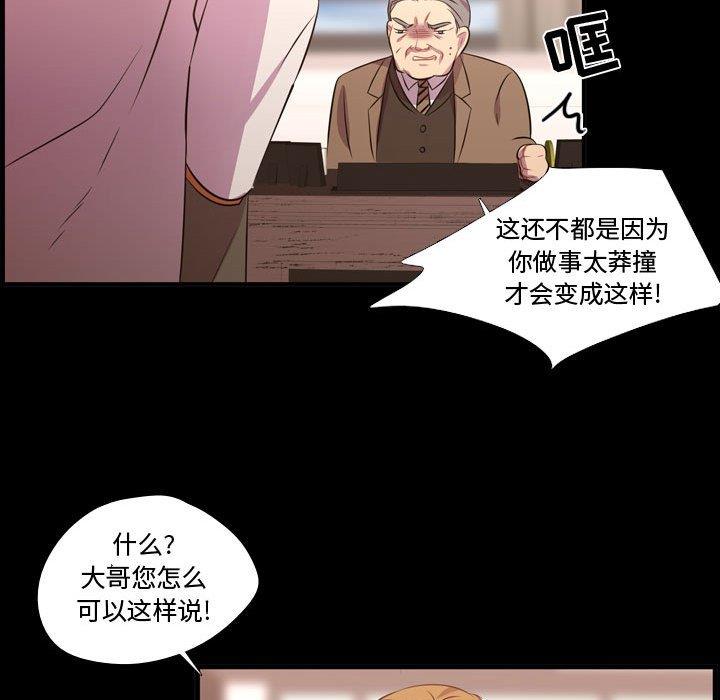 哐
这还不都是因为
你做事太莽撞
才会变成这样!
什么?
大哥您怎么
可以这样说!